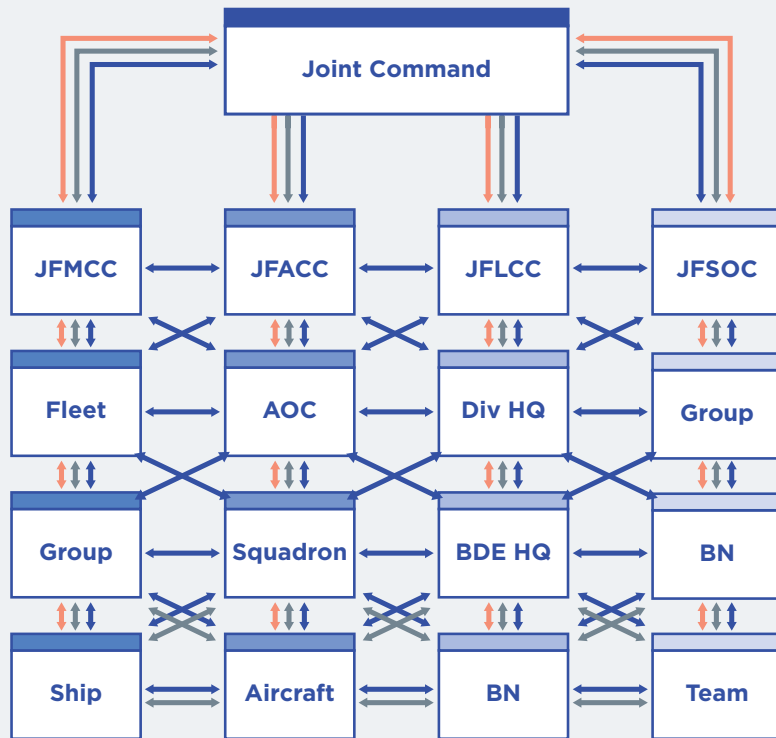 Joint Command
JFMCC
JFACC
JFLCC
JFSOC
Fleet
AOC
Div HQ
Group
Group
Squadron
BDE HQ
BN
Ship
Aircraft
BN
Team